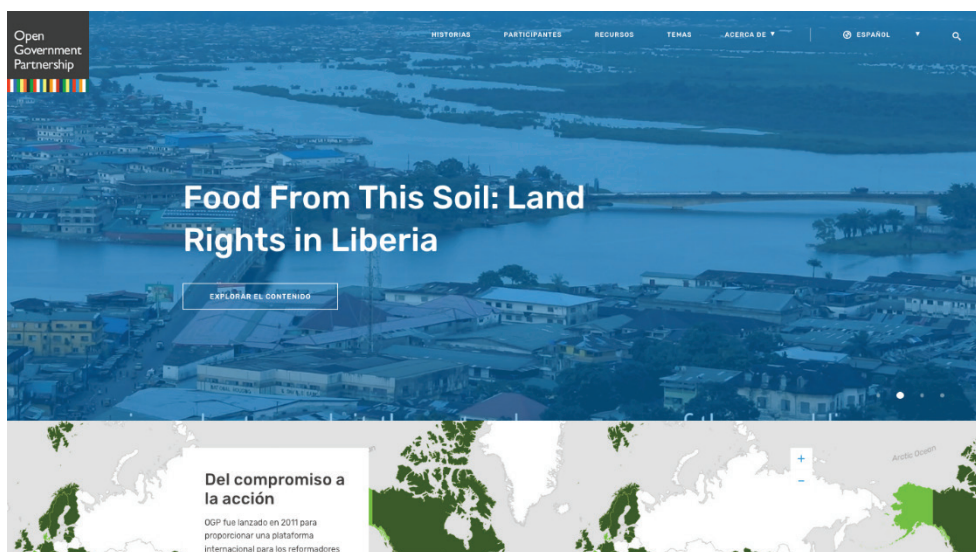 Open
Government
Partnership
HISTORIAS PARTICIPANTES RECURSOS TEMAS ACERCA DE ▼ ESPAÑOL ▼
Food From This Soil: Land
Rights in Liberia
EXPLORAR EL CONTENIDO
Del compromiso a
la acción
OGP fue lanzado en 2011 para
proporcionar una plataforma
internacional para los reformadores
+
−
Arctic Ocean